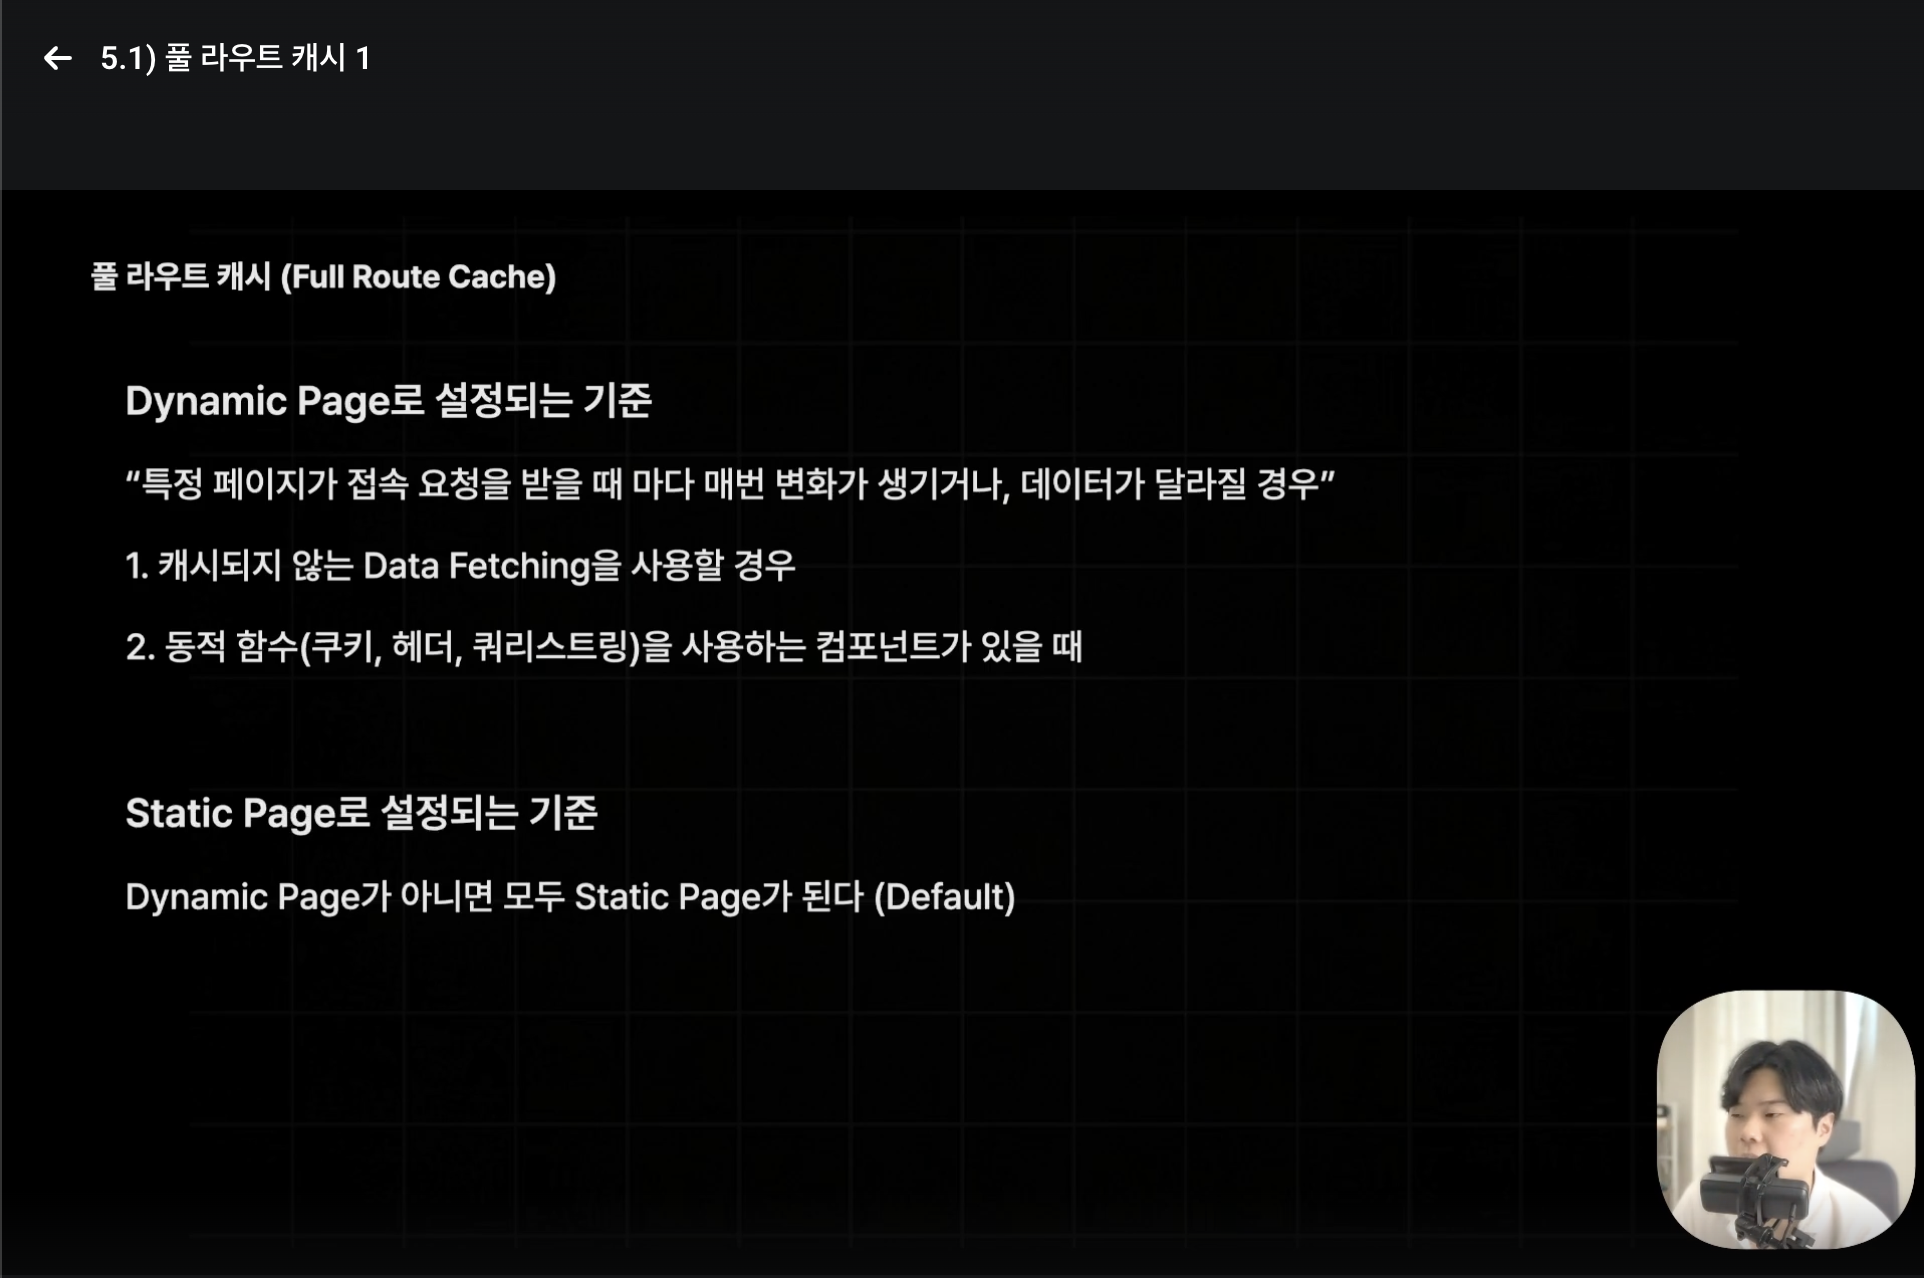 5.1) 풀 라우트 캐시 1
풀 라우트 캐시 (Full Route Cache)
Dynamic Page로 설정되는 기준
“특정 페이지가 접속 요청을 받을 때 마다 매번 변화가 생기거나, 데이터가 달라질 경우”
1. 캐시되지 않는 Data Fetching을 사용할 경우
2. 동적 함수(쿠키, 헤더, 쿼리스트링)을 사용하는 컴포넌트가 있을 때
Static Page로 설정되는 기준
Dynamic Page가 아니면 모두 Static Page가 된다 (Default)